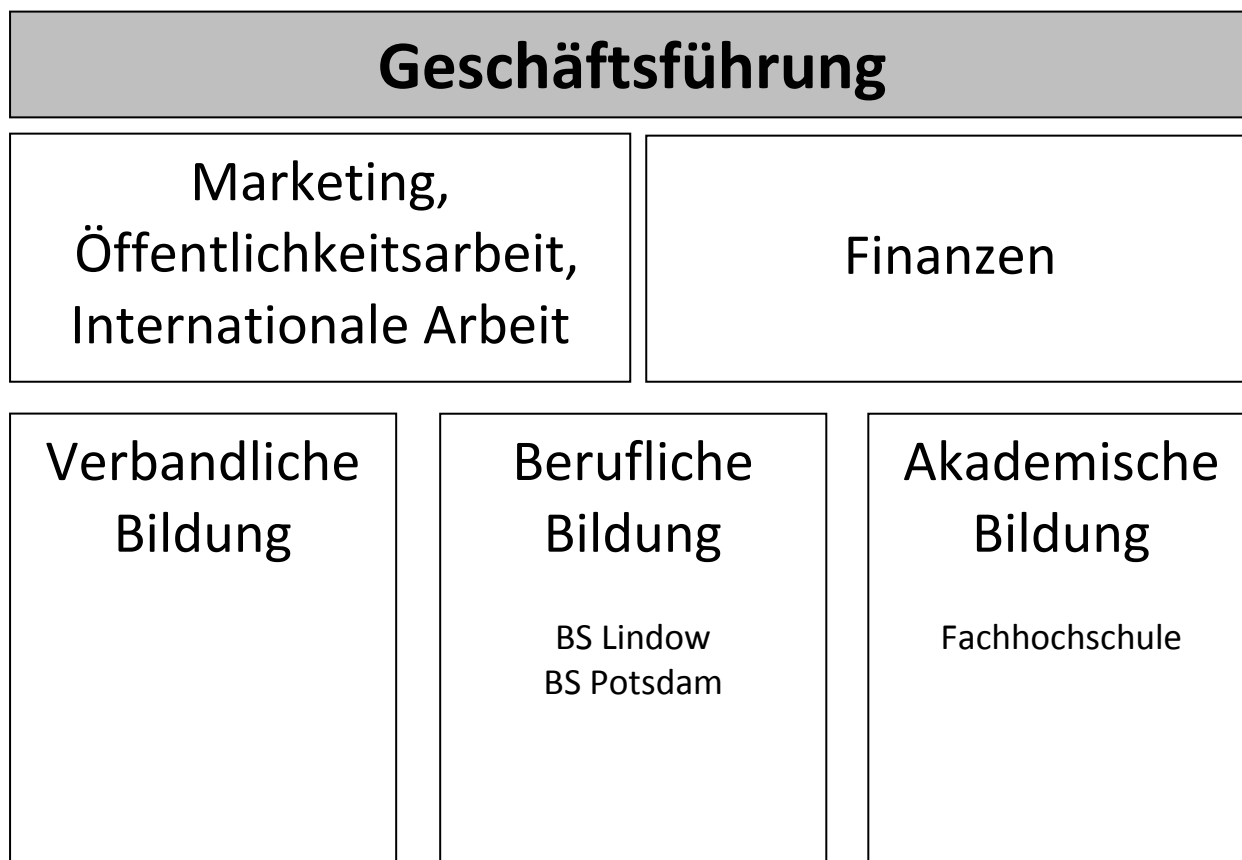 Geschäftsführung
Marketing,
Öffentlichkeitsarbeit,
Internationale Arbeit
Finanzen
Verbandliche
Bildung
Berufliche
Bildung
BS Lindow
BS Potsdam
Akademische
Bildung
Fachhochschule